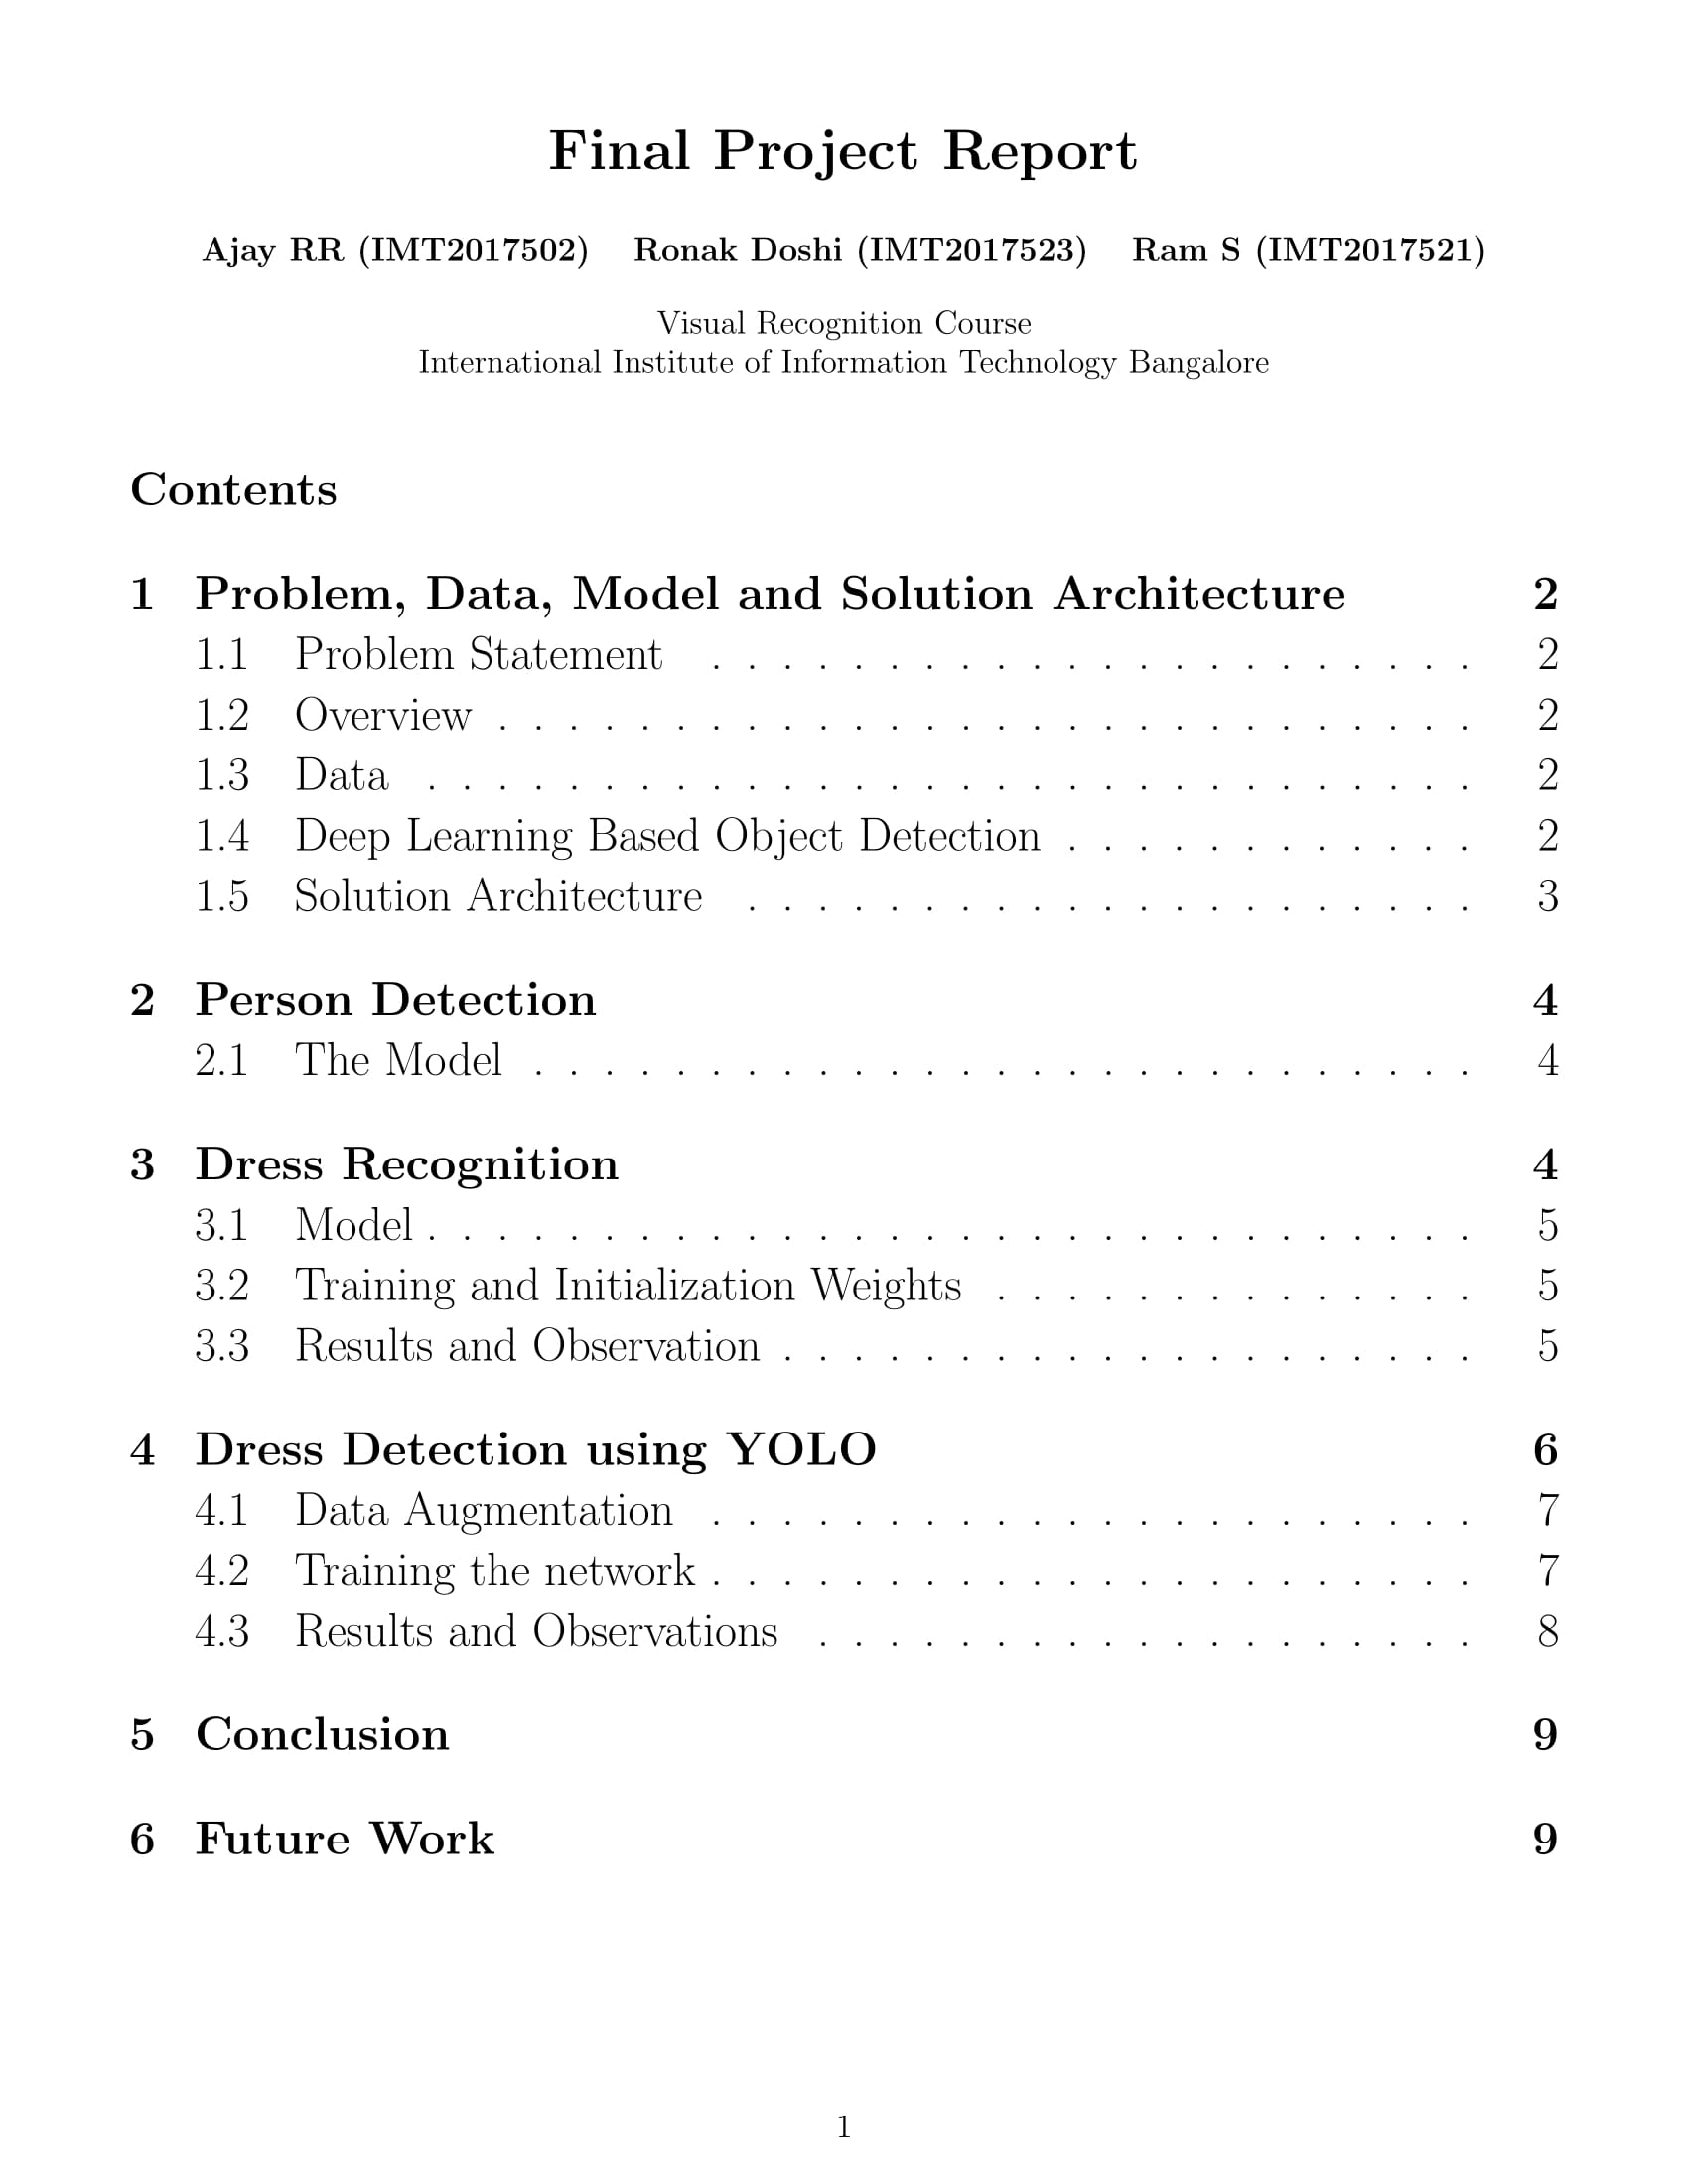 Final Project Report
Ajay RR (IMT2017502) Ronak Doshi (IMT2017523) Ram S (IMT2017521)
Visual Recognition Course
International Institute of Information Technology Bangalore
Contents
1 Problem, Data, Model and Solution Architecture 2
1.1 Problem Statement . . . . . . . . . . . . . . . . . . . . . . 2
1.2 Overview . . . . . . . . . . . . . . . . . . . . . . . . . . . . 2
1.3 Data . . . . . . . . . . . . . . . . . . . . . . . . . . . . . . 2
1.4 Deep Learning Based Object Detection . . . . . . . . . . . . 2
1.5 Solution Architecture . . . . . . . . . . . . . . . . . . . . . 3
2 Person Detection 4
2.1 The Model . . . . . . . . . . . . . . . . . . . . . . . . . . . 4
3 Dress Recognition 4
3.1 Model . . . . . . . . . . . . . . . . . . . . . . . . . . . . . . 5
3.2 Training and Initialization Weights . . . . . . . . . . . . . . 5
3.3 Results and Observation . . . . . . . . . . . . . . . . . . . . 5
4 Dress Detection using YOLO 6
4.1 Data Augmentation . . . . . . . . . . . . . . . . . . . . . . 7
4.2 Training the network . . . . . . . . . . . . . . . . . . . . . . 7
4.3 Results and Observations . . . . . . . . . . . . . . . . . . . 8
5 Conclusion 9
6 Future Work 9
1